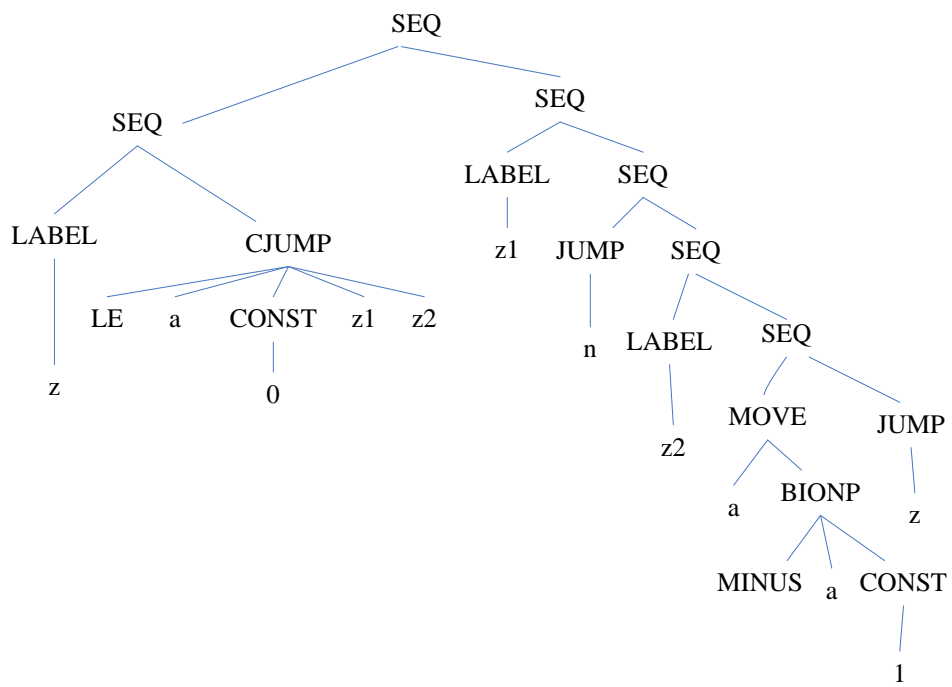 SEQ
SEQ
SEQ
LABEL SEQ
LABEL CJUMP z1 JUMP SEQ
LE a CONST z1 z2 n LABEL SEQ
z 0 z2 MOVE JUMP
a BIONP z
MINUS a CONST
1